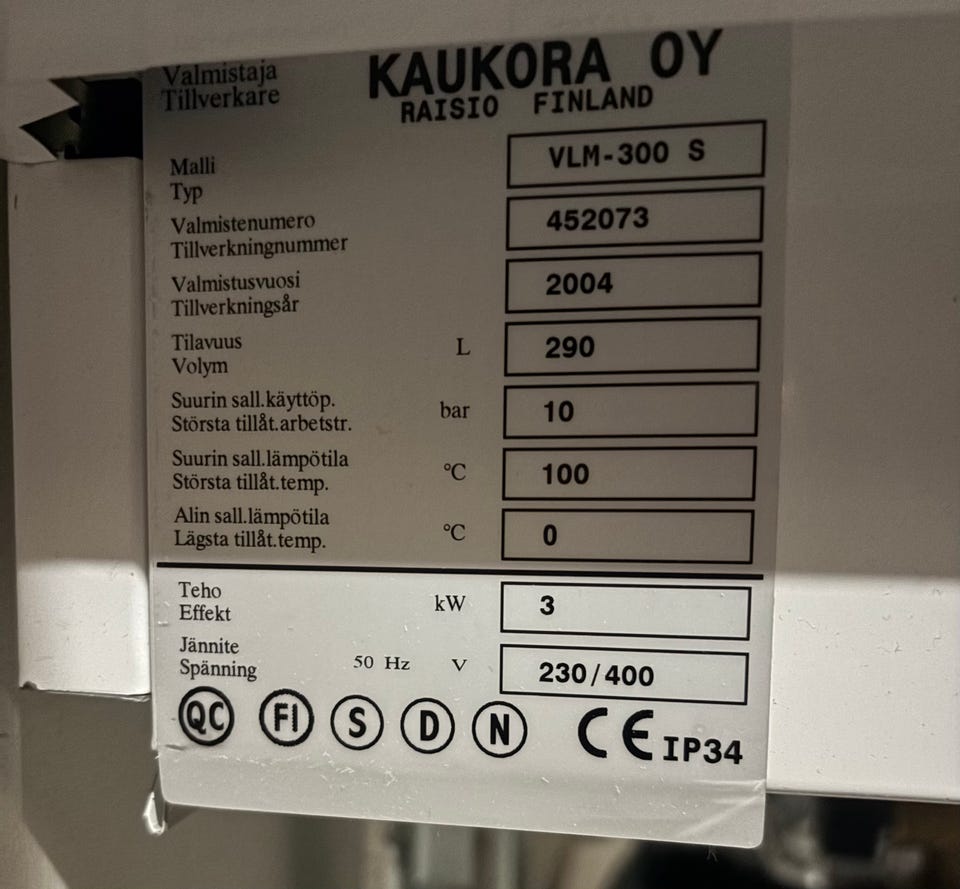 Valmistaja
Tillverkare
KAUKORA OY
RAISIO FINLAND
Malli
Typ
VLM-300 S
Valmistenumero
Tillverkningnummer
452073
Valmistusvuosi
Tillverkningsår
2004
Tilavuus
Volym
L
290
Suurin sall.käyttöp.
Största tillåt.arbetstr.
bar
10
Suurin sall.lämpötila
Största tillåt.temp.
°C
100
Alin sall.lämpötila
Lägsta tillåt.temp.
°C
0
Teho
Effekt
kW
3
Jännite
Spänning
50 Hz V
230/400
QC FI S D N CE IP34